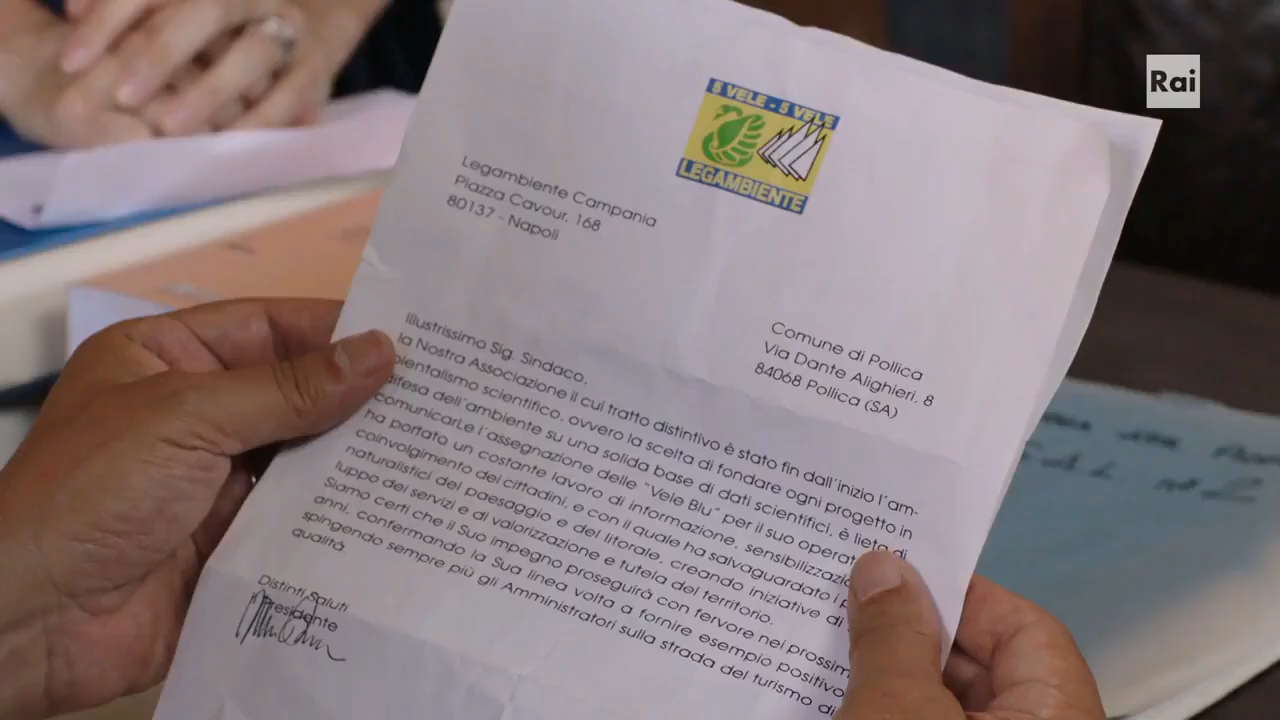 Rai
5 VELE - 5 VELE
LEGAMBIENTE
Legambiente Campania
Piazza Cavour, 168
80137 - Napoli
Comune di Pollica
Via Dante Alighieri, 8
84068 Pollica (SA)
Illustrissimo Sig. Sindaco,
la Nostra Associazione il cui tratto distintivo è stato fin dall'inizio l'am-
bientalismo scientifico, ovvero la scelta di fondare ogni progetto in
difesa dell'ambiente su una solida base di dati scientifici, è lieta di
comunicarLe l'assegnazione delle "Vele Blu" per il suo operat
ha portato un costante lavoro di informazione, sensibilizzazio
coinvolgimento dei cittadini, e con il quale ha salvaguardato i
naturalistici del paesaggio e del litorale, creando iniziative di
luppo dei servizi e di valorizzazione e tutela del territorio.
Siamo certi che il Suo impegno proseguirà con fervore nei prossimi
anni, confermando la Sua linea volta a fornire esempio positivo
spingendo sempre più gli Amministratori sulla strada del turismo di
qualità.
Distinti Saluti
Presidente